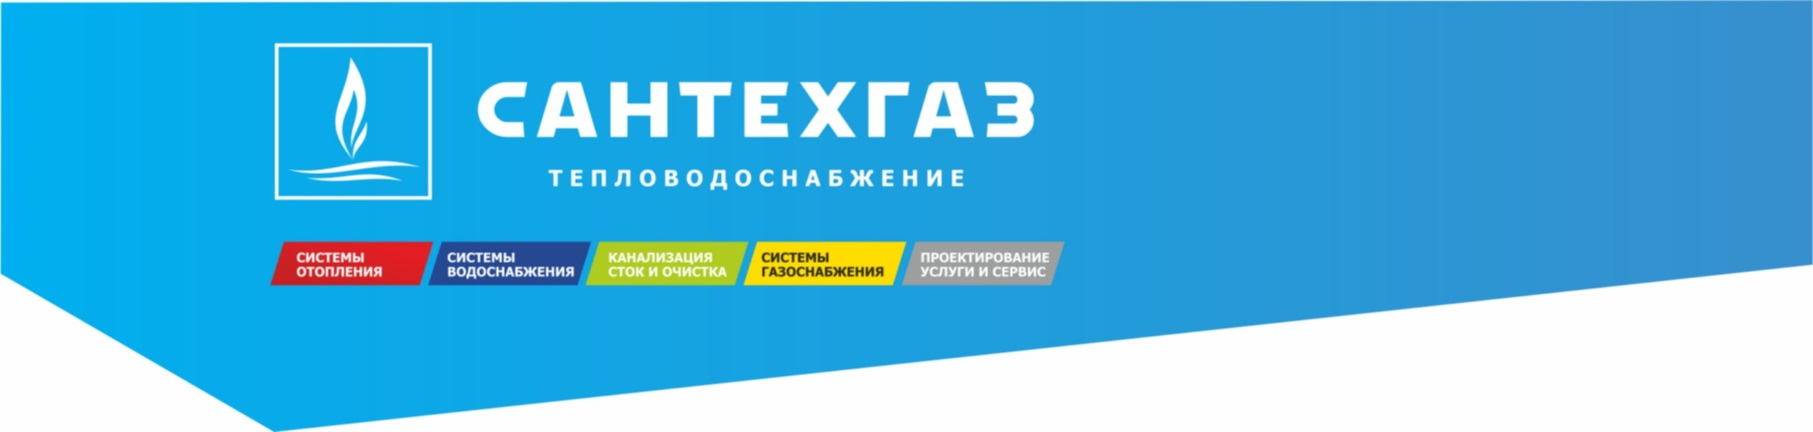 САНТЕХГАЗ
ТЕПЛОВОДОСНАБЖЕНИЕ
СИСТЕМЫ
ОТОПЛЕНИЯ
СИСТЕМЫ
ВОДОСНАБЖЕНИЯ
КАНАЛИЗАЦИЯ
СТОК И ОЧИСТКА
СИСТЕМЫ
ГАЗОСНАБЖЕНИЯ
ПРОЕКТИРОВАНИЕ
УСЛУГИ И СЕРВИС